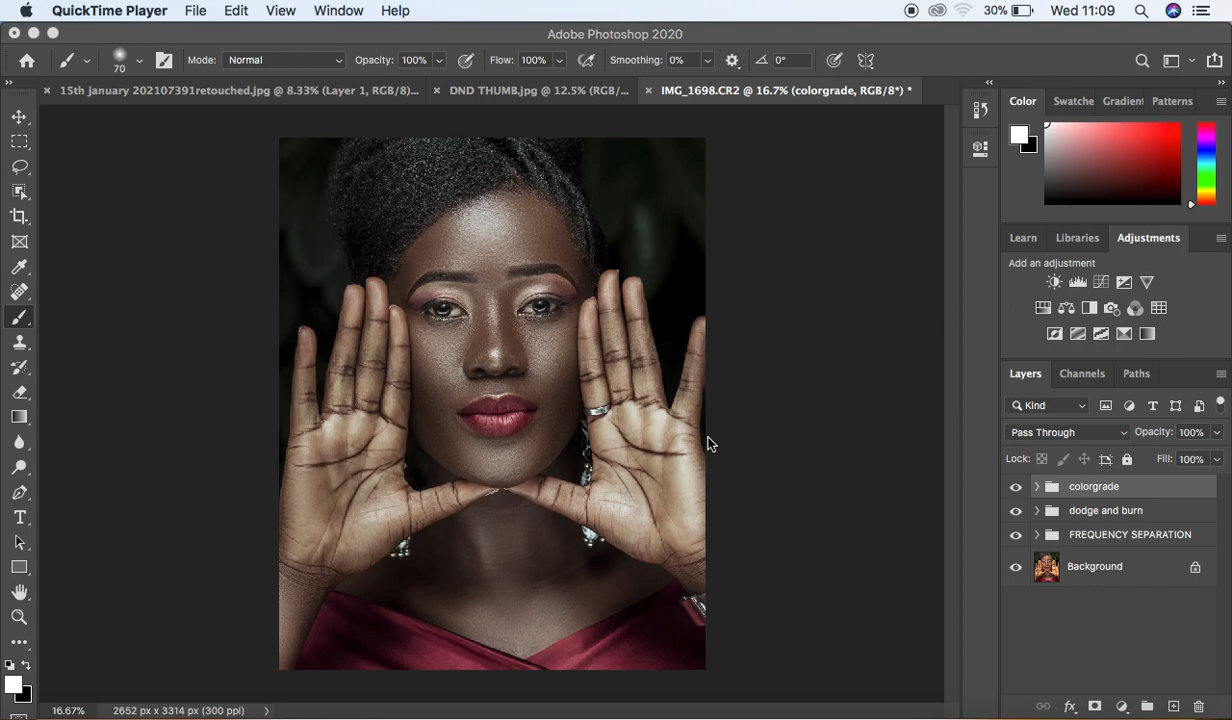 QuickTime Player File Edit View Window Help 30% Wed 11:09
Adobe Photoshop 2020
70 Mode: Normal Opacity: 100% Flow: 100% Smoothing: 0% 0°
15th january 202107391retouched.jpg @ 8.33% (Layer 1, RGB/8)... DND THUMB.jpg @ 12.5% (RGB/... IMG_1698.CR2 @ 16.7% (colorgrade, RGB/8*) *
Color Swatche Gradien Patterns
Learn Libraries Adjustments
Add an adjustment
Layers Channels Paths
Kind
Pass Through Opacity: 100%
Lock: Fill: 100%
colorgrade
dodge and burn
FREQUENCY SEPARATION
Background
16.67% 2652 px x 3314 px (300 ppi)